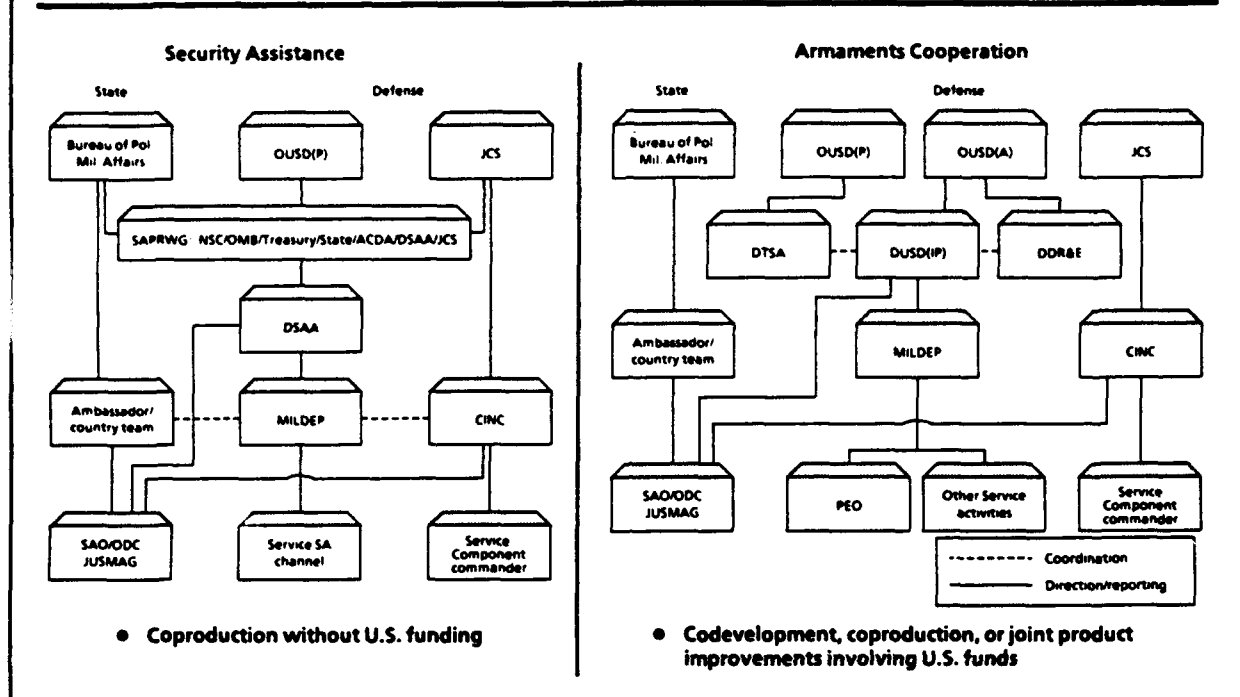 Security Assistance
State
Defense
Bureau of Pol
Mil. Affairs
OUSD(P)
JCS
SAPRWG NSC/OMB/Treasury/State/ACDA/DSAA/JCS
DSAA
Ambassador/
country team
MILDEP
CINC
SAO/ODC
JUSMAG
Service SA
channel
Service
Component
commander
● Coproduction without U.S. funding
Armaments Cooperation
State
Defense
Bureau of Pol
Mil. Affairs
OUSD(P)
OUSD(A)
JCS
DTSA
DUSD(IP)
DDR&E
Ambassador/
country team
MILDEP
CINC
SAO/ODC
JUSMAG
PEO
Other Service
activities
Service
Component
commander
Coordination
Direction/reporting
● Codevelopment, coproduction, or joint product
improvements involving U.S. funds